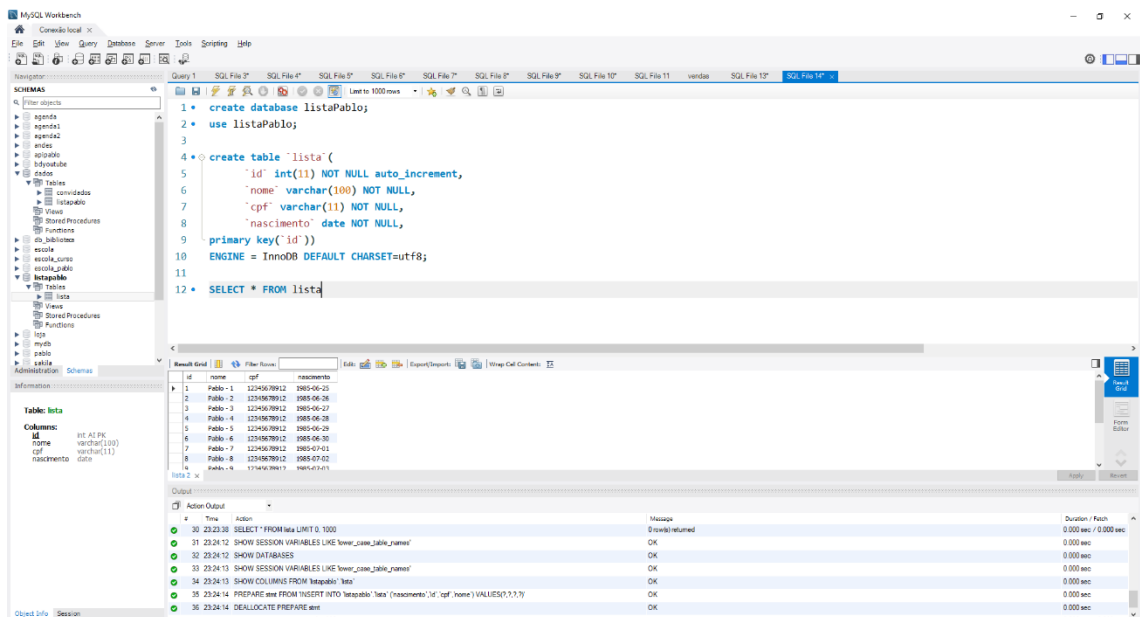 MySQL Workbench
Conexão local ×
File Edit View Query Database Server Tools Scripting Help
Navigator
SCHEMAS
Filter objects
agenda
agenda1
agenda2
andes
apipablo
bdyoutube
dados
Tables
convidados
listapablo
Views
Stored Procedures
Functions
db_biblioteca
escola
escola_curso
escola_pablo
listapablo
Tables
lista
Views
Stored Procedures
Functions
loja
mydb
pablo
sakila
Administration Schemas
Information
Table: lista
Columns:
id int AI PK
nome varchar(100)
cpf varchar(11)
nascimento date
Object Info Session
Query 1 SQL File 3* SQL File 4* SQL File 5* SQL File 6* SQL File 7* SQL File 8* SQL File 9* SQL File 10* SQL File 11 vendas SQL File 13* SQL File 14* ×
Limit to 1000 rows
1 create database listaPablo;
2 use listaPablo;
3
4 create table `lista`(
5 `id` int(11) NOT NULL auto_increment,
6 `nome` varchar(100) NOT NULL,
7 `cpf` varchar(11) NOT NULL,
8 `nascimento` date NOT NULL,
9 primary key(`id`))
10 ENGINE = InnoDB DEFAULT CHARSET=utf8;
11
12 SELECT * FROM lista
Result Grid Filter Rows: Edit: Export/Import: Wrap Cell Content:
id nome cpf nascimento
1 Pablo - 1 12345678912 1985-06-25
2 Pablo - 2 12345678912 1985-06-26
3 Pablo - 3 12345678912 1985-06-27
4 Pablo - 4 12345678912 1985-06-28
5 Pablo - 5 12345678912 1985-06-29
6 Pablo - 6 12345678912 1985-06-30
7 Pablo - 7 12345678912 1985-07-01
8 Pablo - 8 12345678912 1985-07-02
9 Pablo - 9 12345678912 1985-07-03
Result Grid
Form Editor
lista 2 ×
Apply Revert
Output
Action Output
# Time Action Message Duration / Fetch
30 23:23:38 SELECT * FROM lista LIMIT 0, 1000 0 row(s) returned 0.000 sec / 0.000 sec
31 23:24:12 SHOW SESSION VARIABLES LIKE 'lower_case_table_names' OK 0.000 sec
32 23:24:12 SHOW DATABASES OK 0.000 sec
33 23:24:13 SHOW SESSION VARIABLES LIKE 'lower_case_table_names' OK 0.000 sec
34 23:24:13 SHOW COLUMNS FROM `listapablo`.`lista` OK 0.000 sec
35 23:24:14 PREPARE stmt FROM 'INSERT INTO `listapablo`.`lista` (`nascimento`,`id`,`cpf`,`nome`) VALUES(?,?,?,?)' OK 0.000 sec
36 23:24:14 DEALLOCATE PREPARE stmt OK 0.000 sec